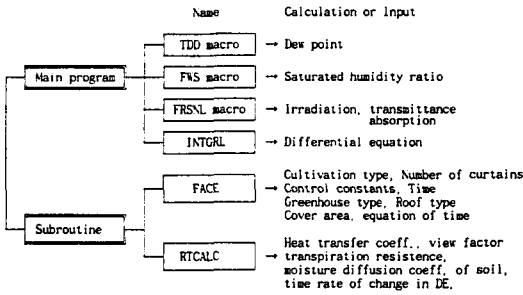 Name Calculation or Input
TDD macro → Dew point
Main program FWS macro → Saturated humidity ratio
FRSNL macro → Irradiation, transmittance
absorption
INTGRL → Differential equation
Cultivation type, Number of curtains
FACE → Control constants, Time
Greenhouse type, Roof type
Cover area, equation of time
Subroutine
Heat transfer coeff., view factor
RTCALC → transpiration resistence,
moisture diffusion coeff. of soil,
time rate of change in DE,